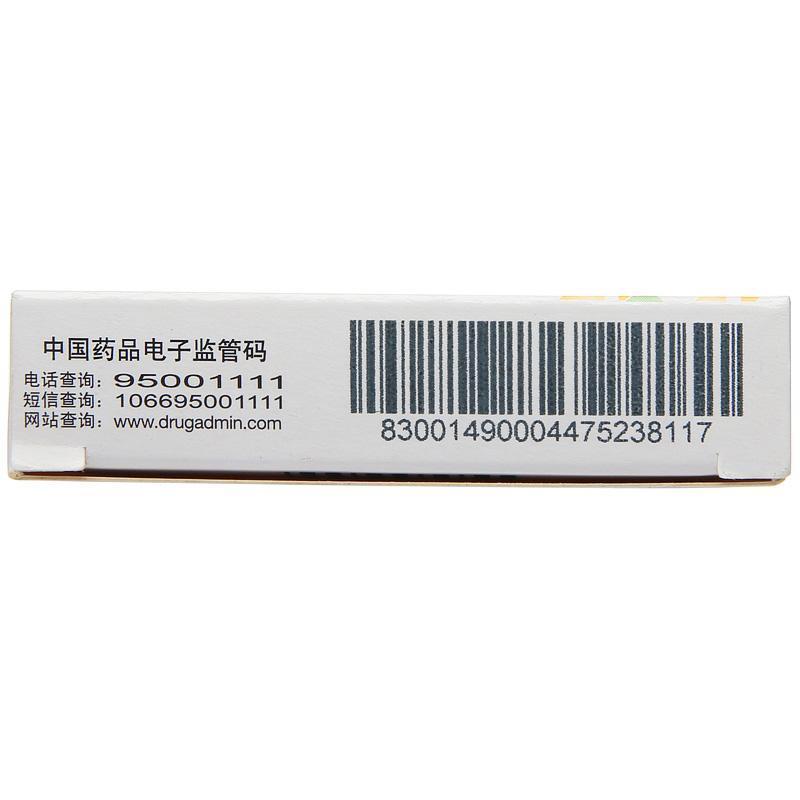 中国药品电子监管码
电话查询：95001111
短信查询：106695001111
网站查询：www.drugadmin.com
83001490004475238117